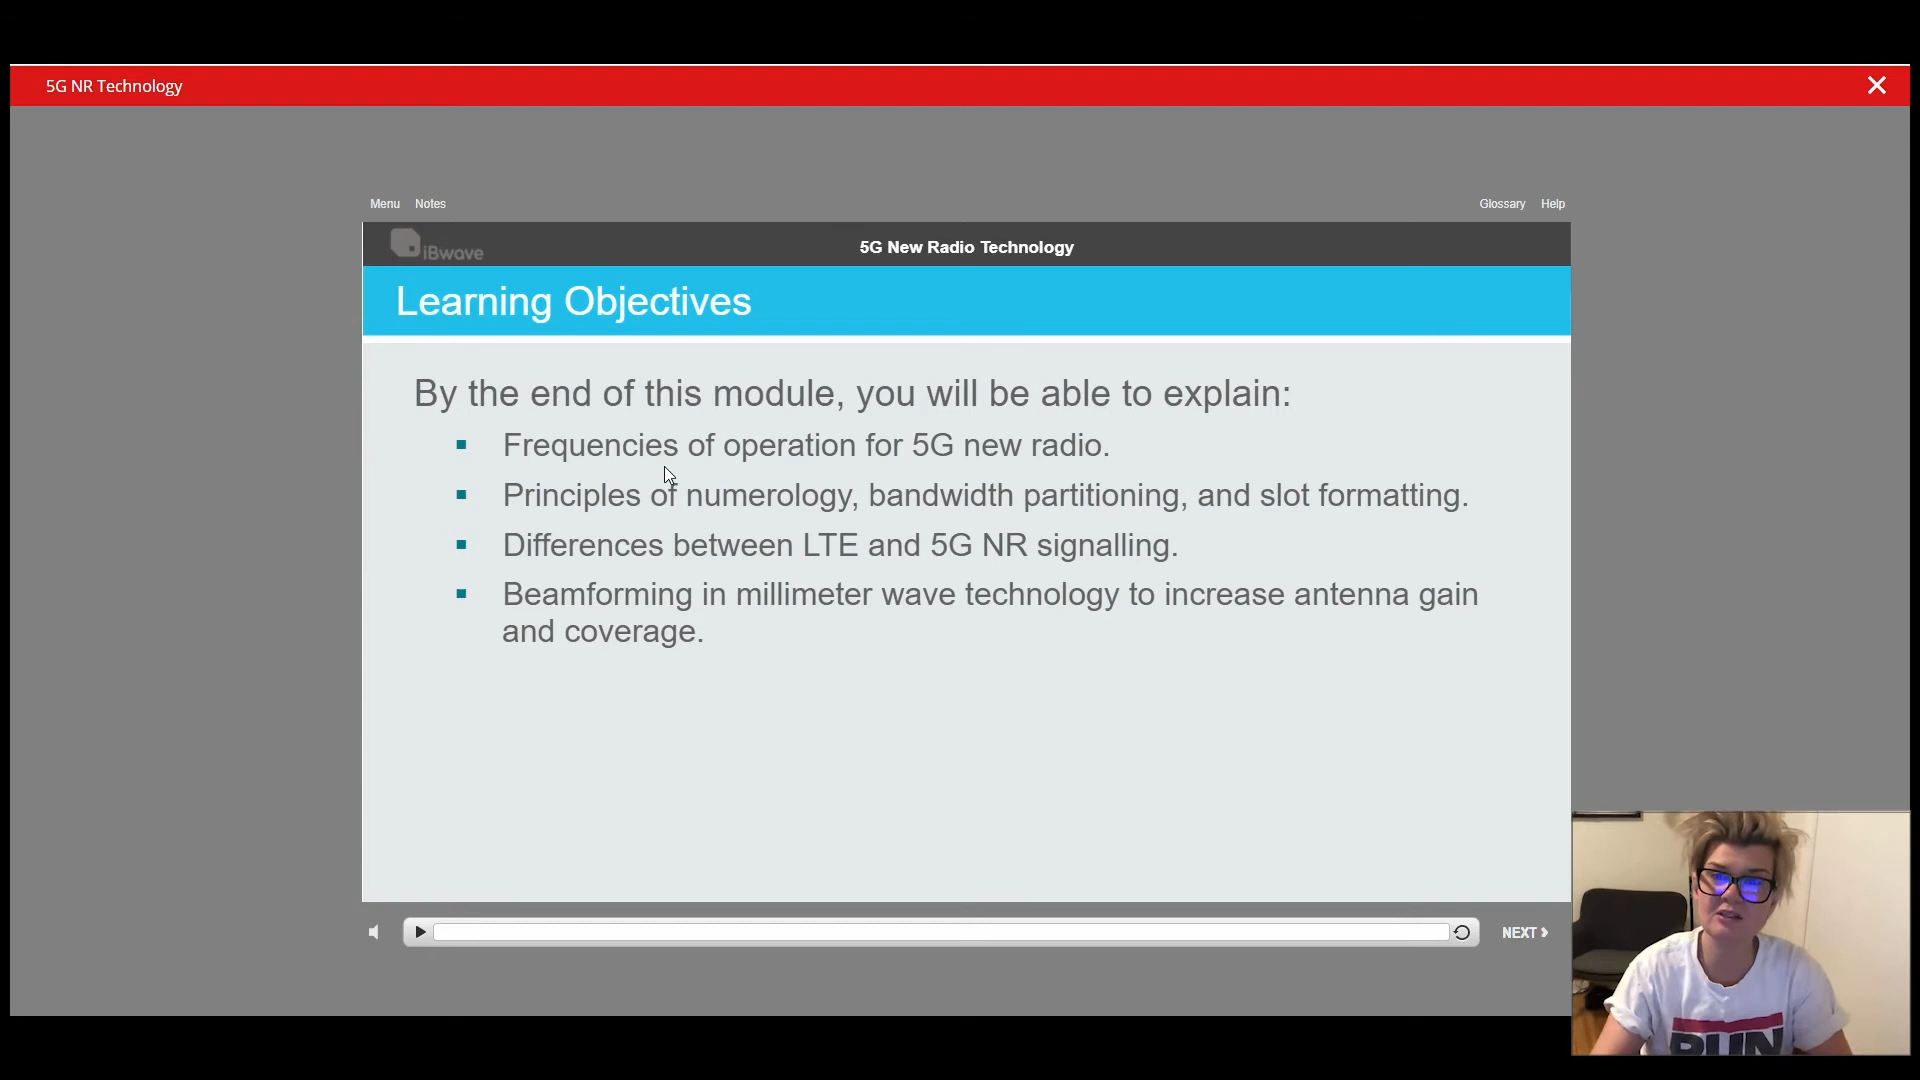 5G NR Technology
Menu Notes Glossary Help
iBwave
5G New Radio Technology
Learning Objectives
By the end of this module, you will be able to explain:
Frequencies of operation for 5G new radio.
Principles of numerology, bandwidth partitioning, and slot formatting.
Differences between LTE and 5G NR signalling.
Beamforming in millimeter wave technology to increase antenna gain
and coverage.
NEXT
RUN